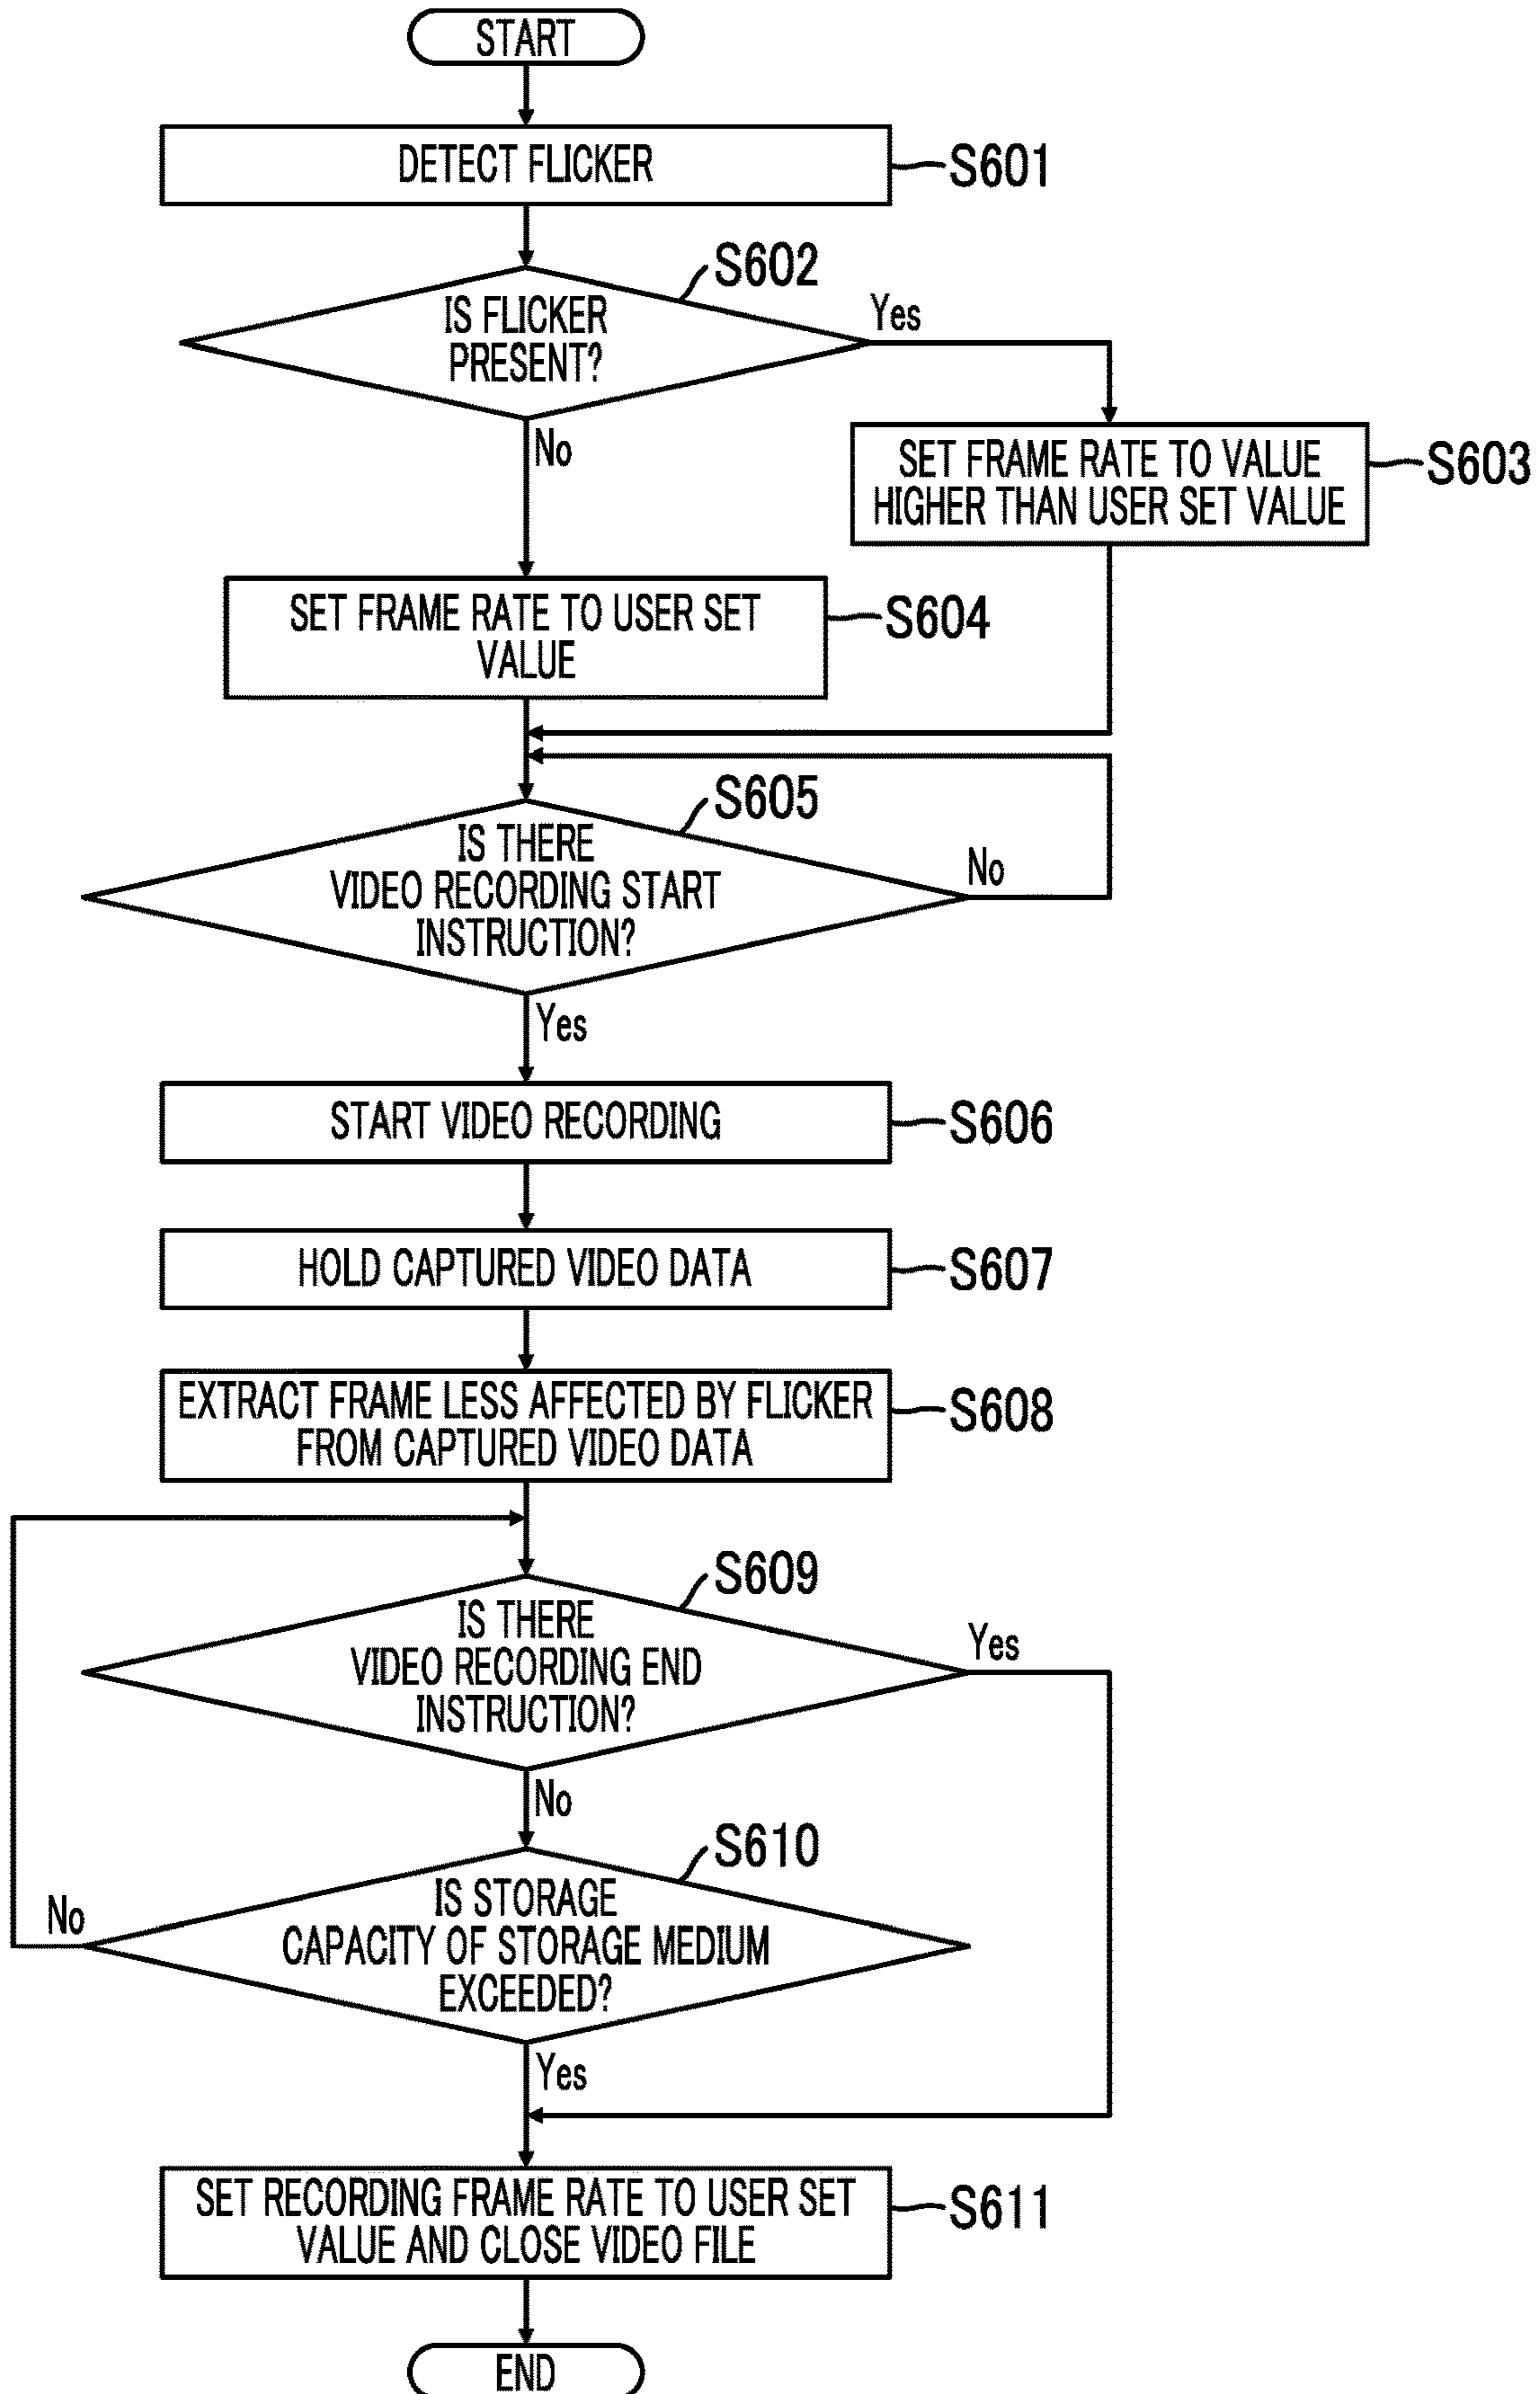 START
DETECT FLICKER
S601
S602
IS FLICKER
PRESENT?
Yes
No
SET FRAME RATE TO VALUE
HIGHER THAN USER SET VALUE
S603
SET FRAME RATE TO USER SET
VALUE
S604
S605
IS THERE
VIDEO RECORDING START
INSTRUCTION?
No
Yes
START VIDEO RECORDING
S606
HOLD CAPTURED VIDEO DATA
S607
EXTRACT FRAME LESS AFFECTED BY FLICKER
FROM CAPTURED VIDEO DATA
S608
S609
IS THERE
VIDEO RECORDING END
INSTRUCTION?
Yes
No
S610
IS STORAGE
CAPACITY OF STORAGE MEDIUM
EXCEEDED?
No
Yes
SET RECORDING FRAME RATE TO USER SET
VALUE AND CLOSE VIDEO FILE
S611
END